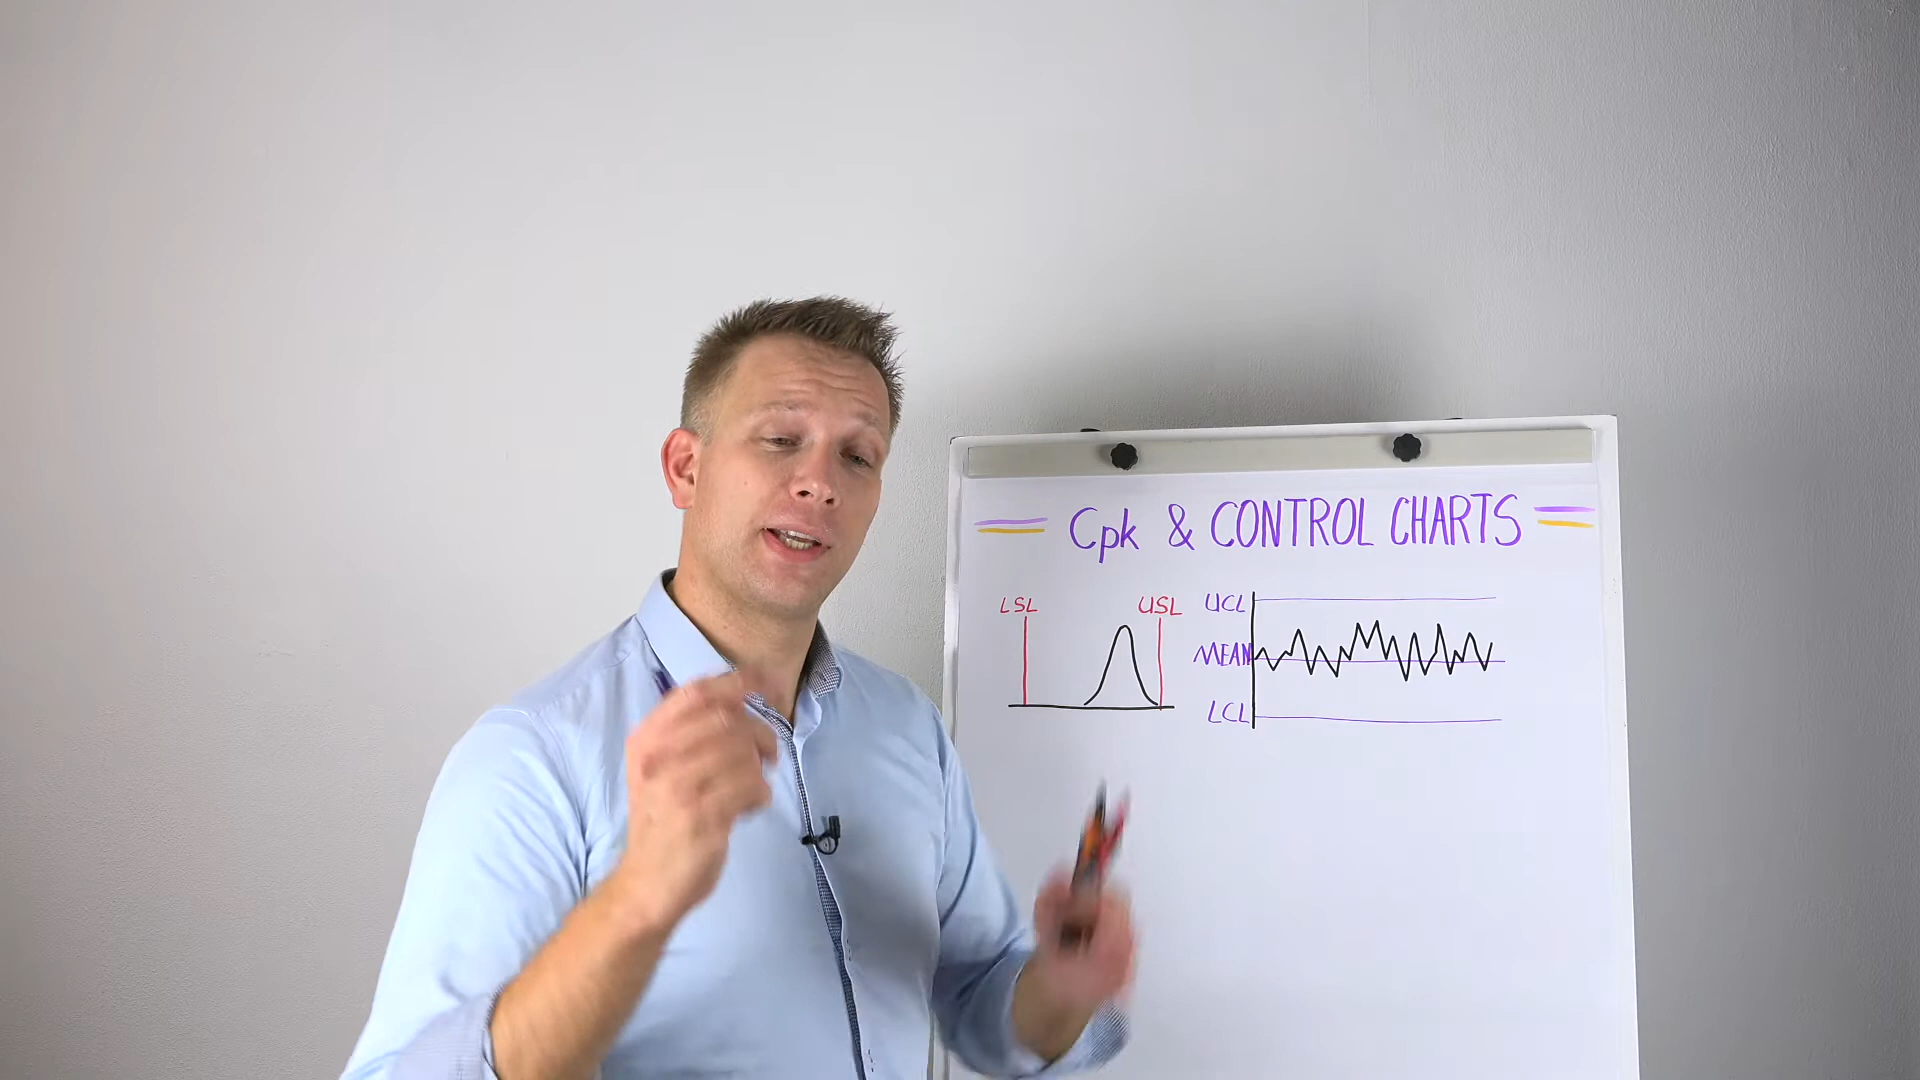 Cpk & CONTROL CHARTS
LSL
USL
UCL
MEAN
LCL